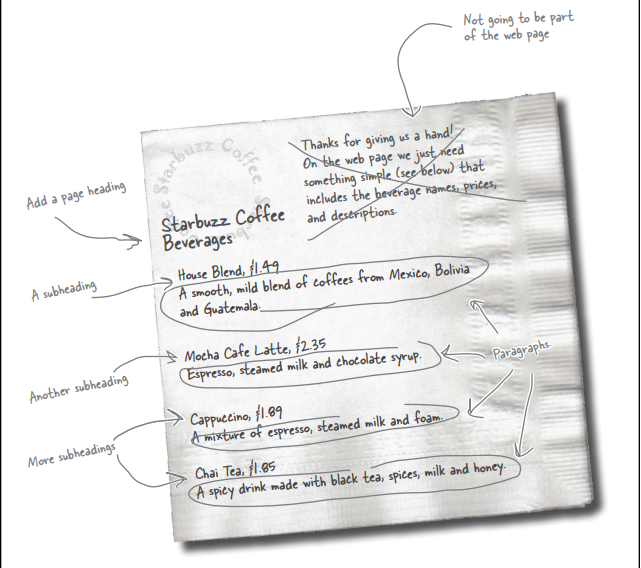 Not going to be part
of the web page
Starbuzz Coffee
Thanks for giving us a hand!
On the web page we just need
something simple (see below) that
includes the beverage names, prices,
and descriptions.
Add a page heading
Starbuzz Coffee
Beverages
House Blend, $1.49
A smooth, mild blend of coffees from Mexico, Bolivia
and Guatemala.
A subheading
Mocha Cafe Latte, $2.35
Espresso, steamed milk and chocolate syrup.
Paragraphs.
Another subheading
Cappuccino, $1.89
A mixture of espresso, steamed milk and foam.
More subheadings
Chai Tea, $1.85
A spicy drink made with black tea, spices, milk and honey.